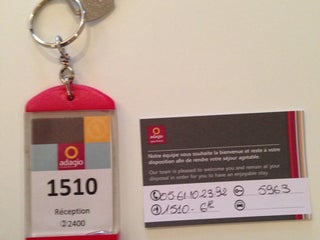 adagio
1510
Réception
2400
adagio
Notre équipe vous souhaite la bienvenue et reste à votre
disposition afin de rendre votre séjour agréable.
Our team is pleased to welcome you and remain at your
disposal in order for you to have an enjoyable stay.
05.61.10.23.92
5963
1510 - 6E